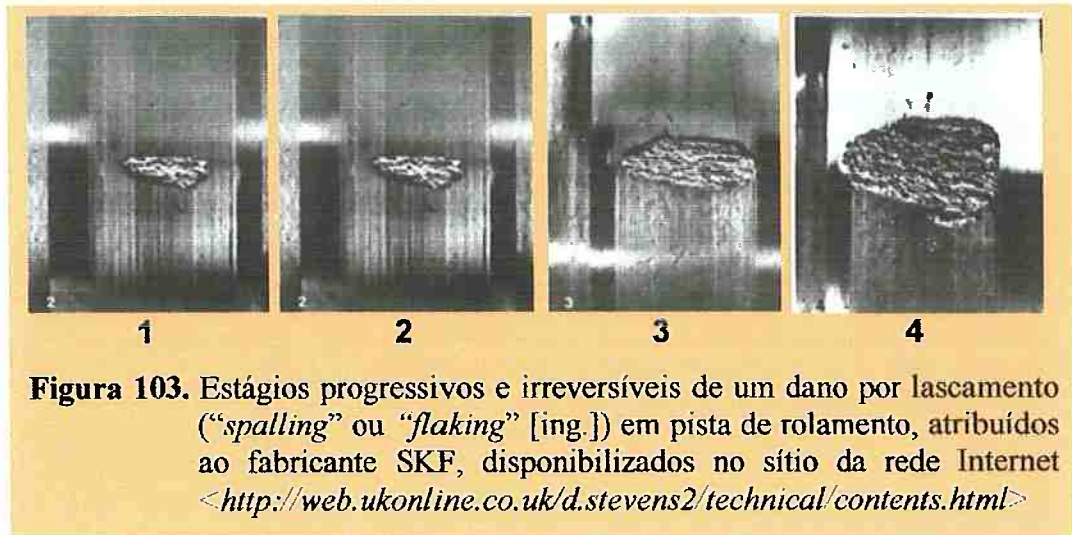 2
2
3
1
2
3
4
Figura 103. Estágios progressivos e irreversíveis de um dano por lascamento
(“spalling” ou “flaking” [ing.]) em pista de rolamento, atribuídos
ao fabricante SKF, disponibilizados no sítio da rede Internet
<http://web.ukonline.co.uk/d.stevens2/technical/contents.html>